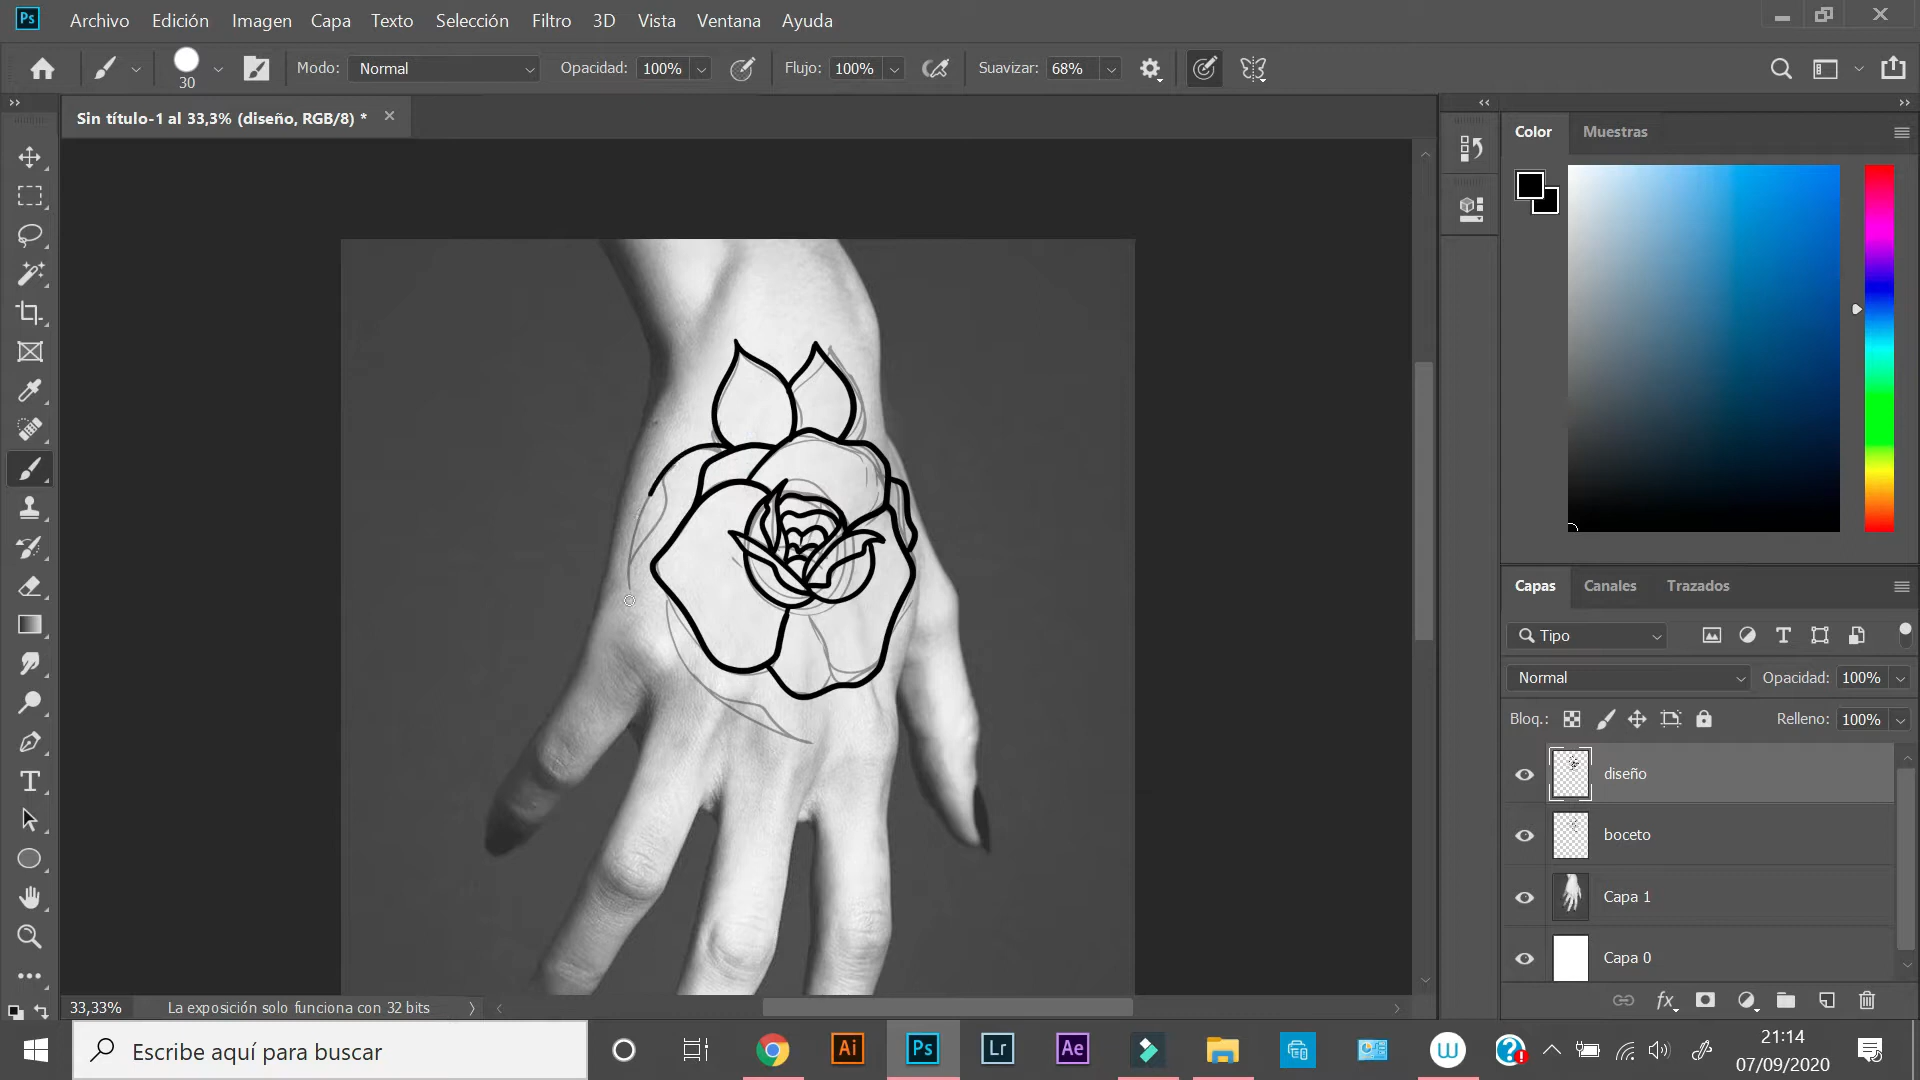 Ps Archivo Edición Imagen Capa Texto Selección Filtro 3D Vista Ventana Ayuda
30 Modo: Normal Opacidad: 100% Flujo: 100% Suavizar: 68%
Sin título-1 al 33,3% (diseño, RGB/8) *
Color Muestras
Capas Canales Trazados
Tipo
Normal Opacidad: 100%
Bloq.: Relleno: 100%
diseño
boceto
Capa 1
Capa 0
fx
33,33% La exposición solo funciona con 32 bits
Escribe aquí para buscar
Ai Ps Lr Ae
21:14
07/09/2020